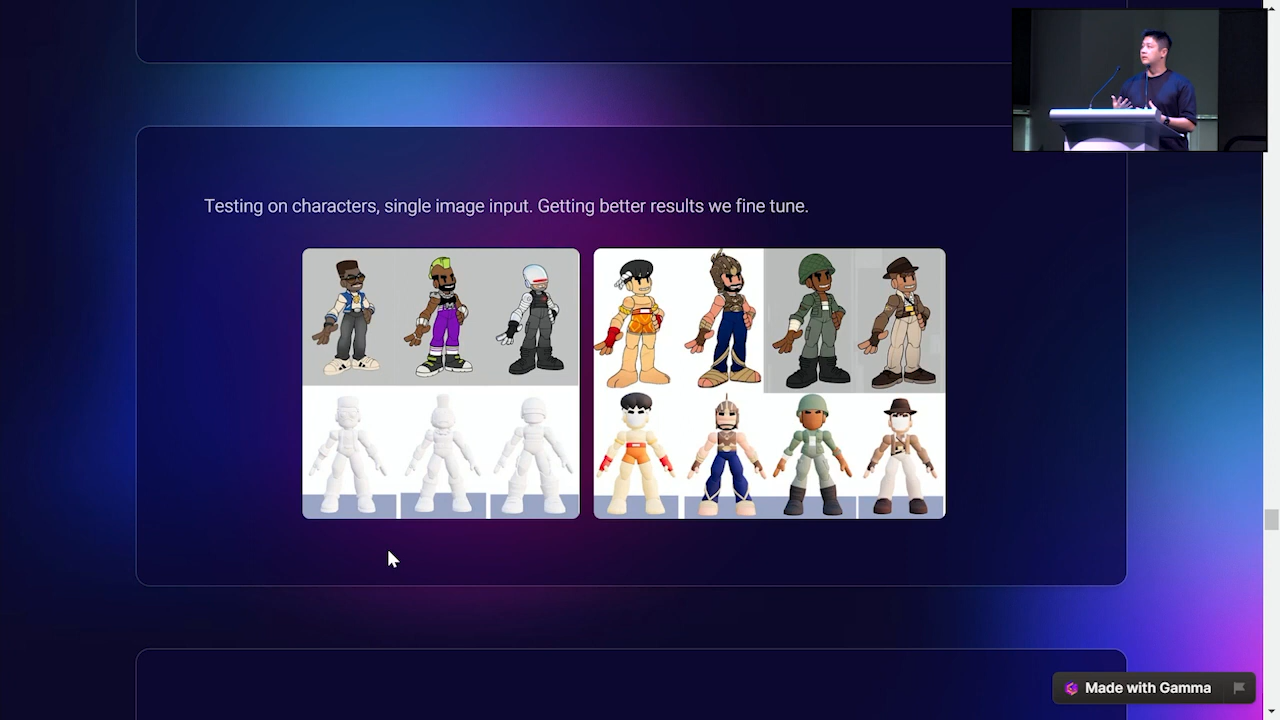 Testing on characters, single image input. Getting better results we fine tune.
Made with Gamma